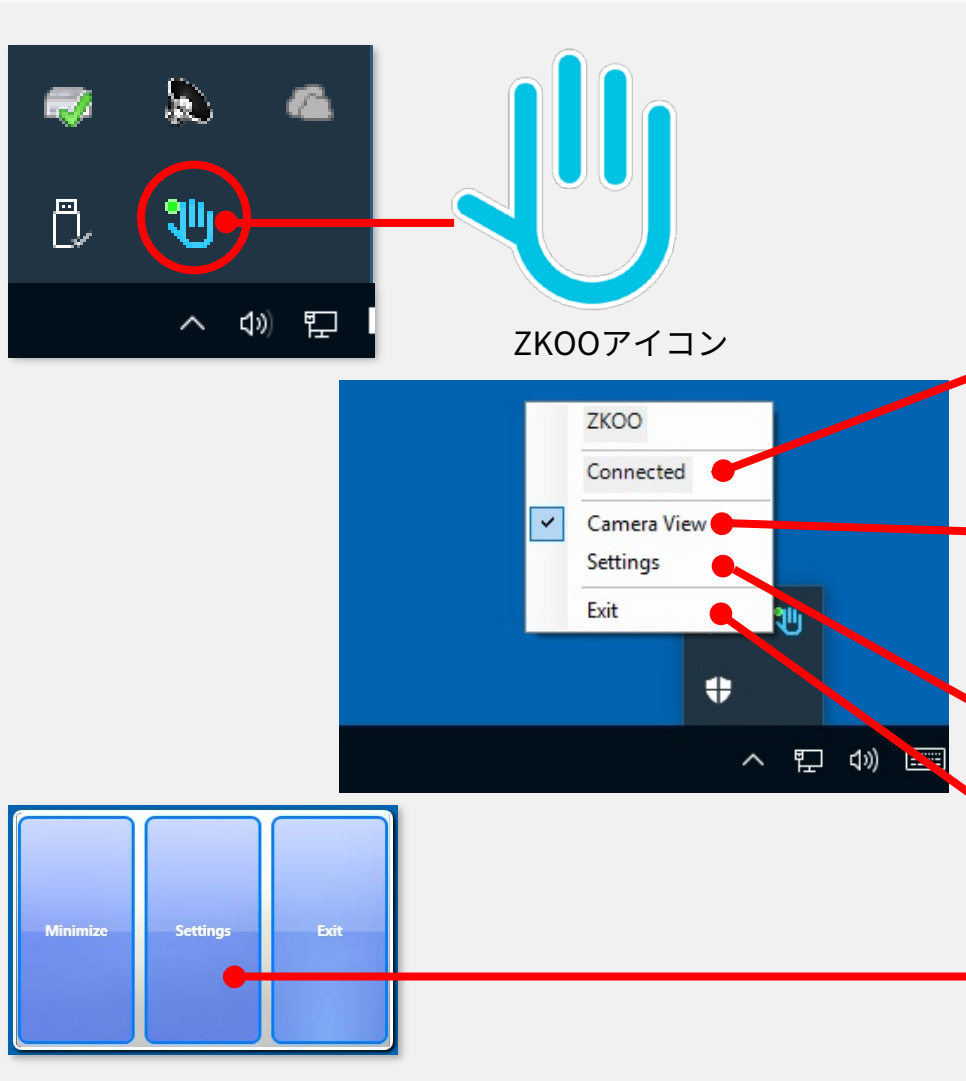 ZKOOアイコン
ZKOO
Connected
Camera View
Settings
Exit
Minimize
Settings
Exit